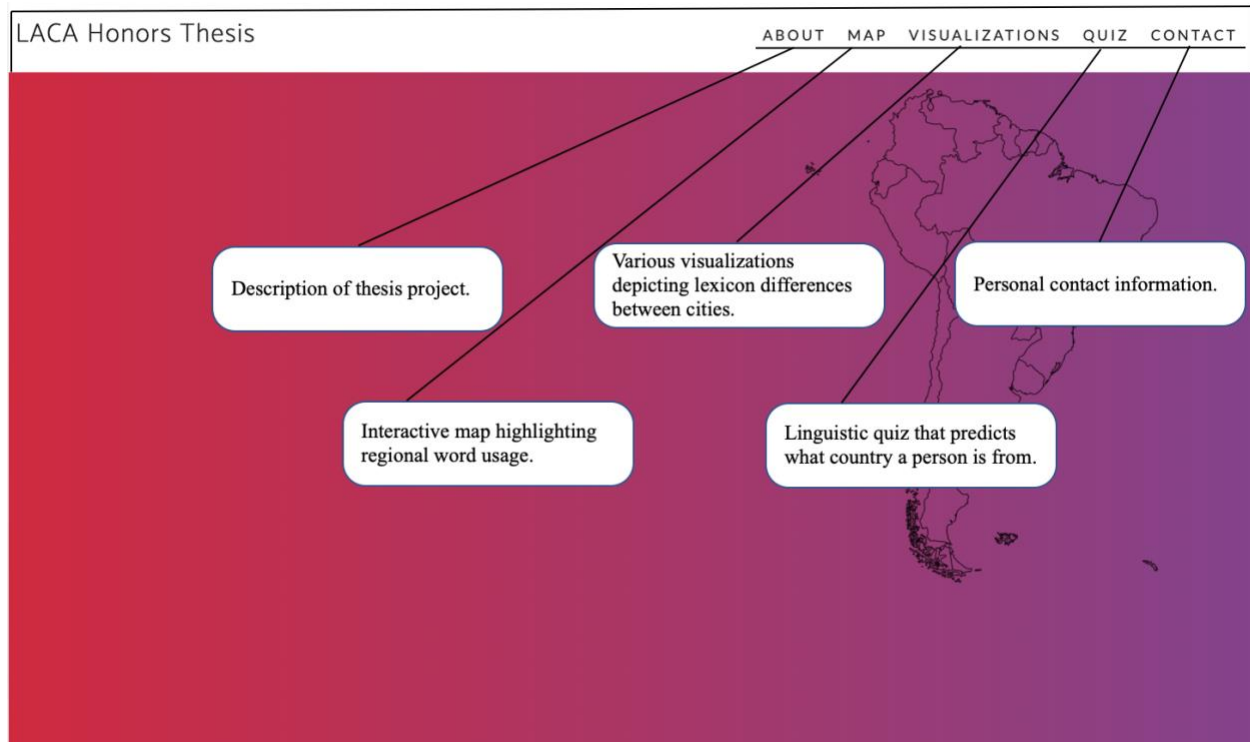 LACA Honors Thesis
ABOUT MAP VISUALIZATIONS QUIZ CONTACT
Description of thesis project.
Various visualizations
depicting lexicon differences
between cities.
Personal contact information.
Interactive map highlighting
regional word usage.
Linguistic quiz that predicts
what country a person is from.